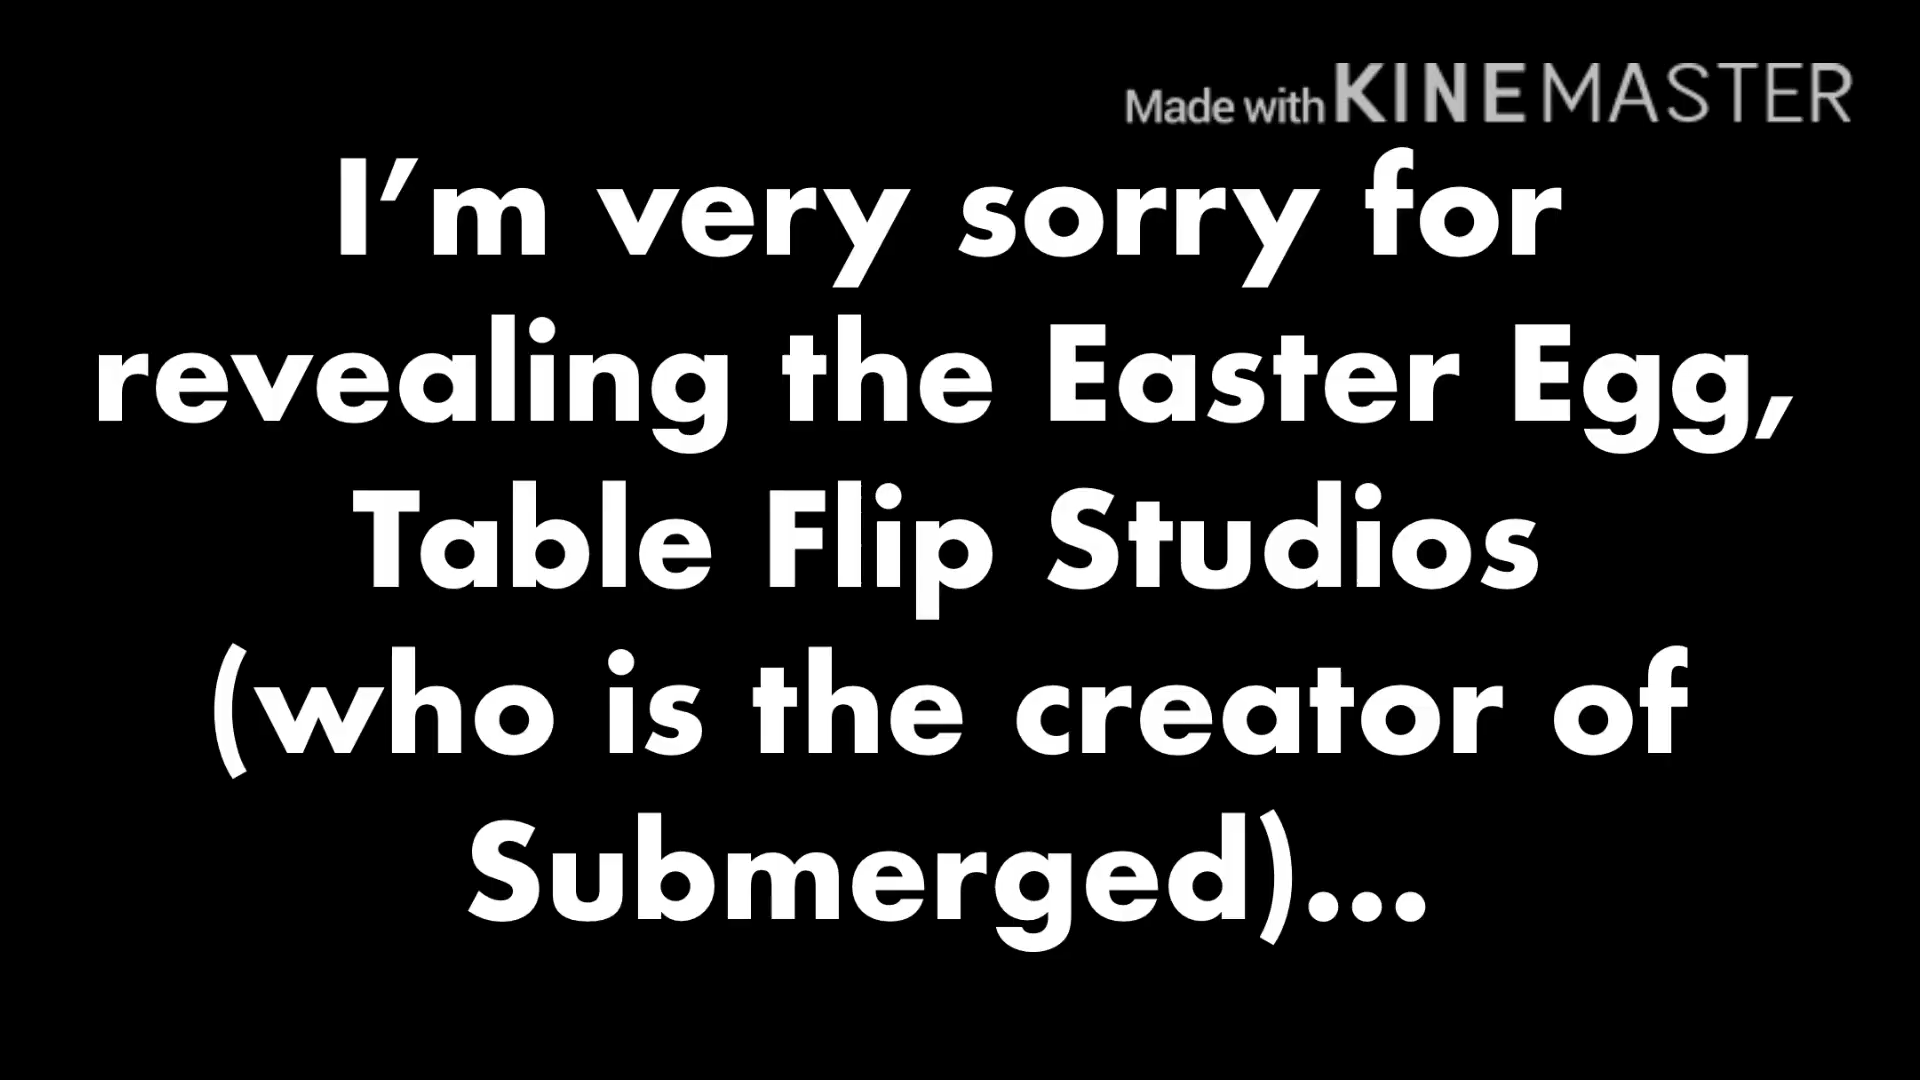 Made with KINEMASTER
I’m very sorry for
revealing the Easter Egg,
Table Flip Studios
(who is the creator of
Submerged)...